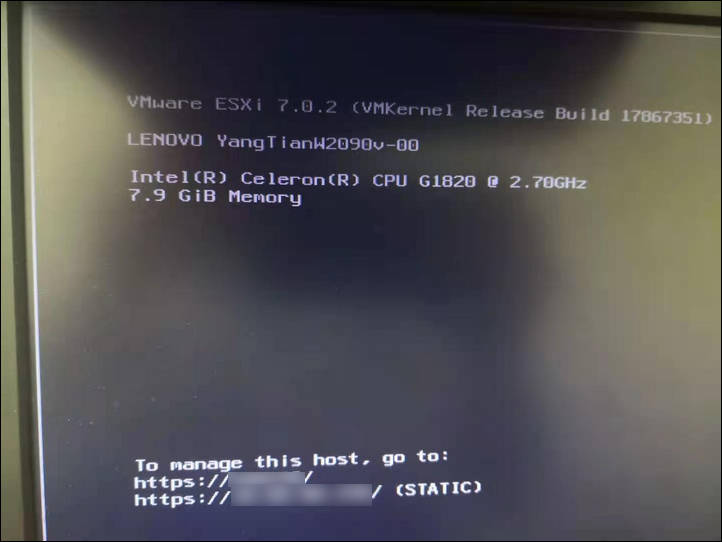 VMware ESXi 7.0.2 (VMKernel Release Build 17867351)
LENOVO YangTianW2090v-00
Intel(R) Celeron(R) CPU G1820 @ 2.70GHz
7.9 GiB Memory
To manage this host, go to:
https:// /
https:// / (STATIC)